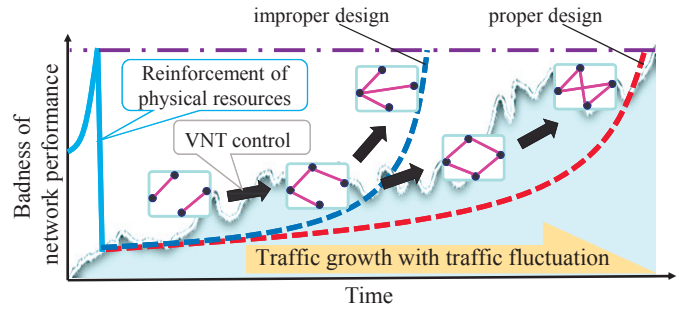 improper design
proper design
Reinforcement of
physical resources
VNT control
Badness of
network performance
Traffic growth with traffic fluctuation
Time